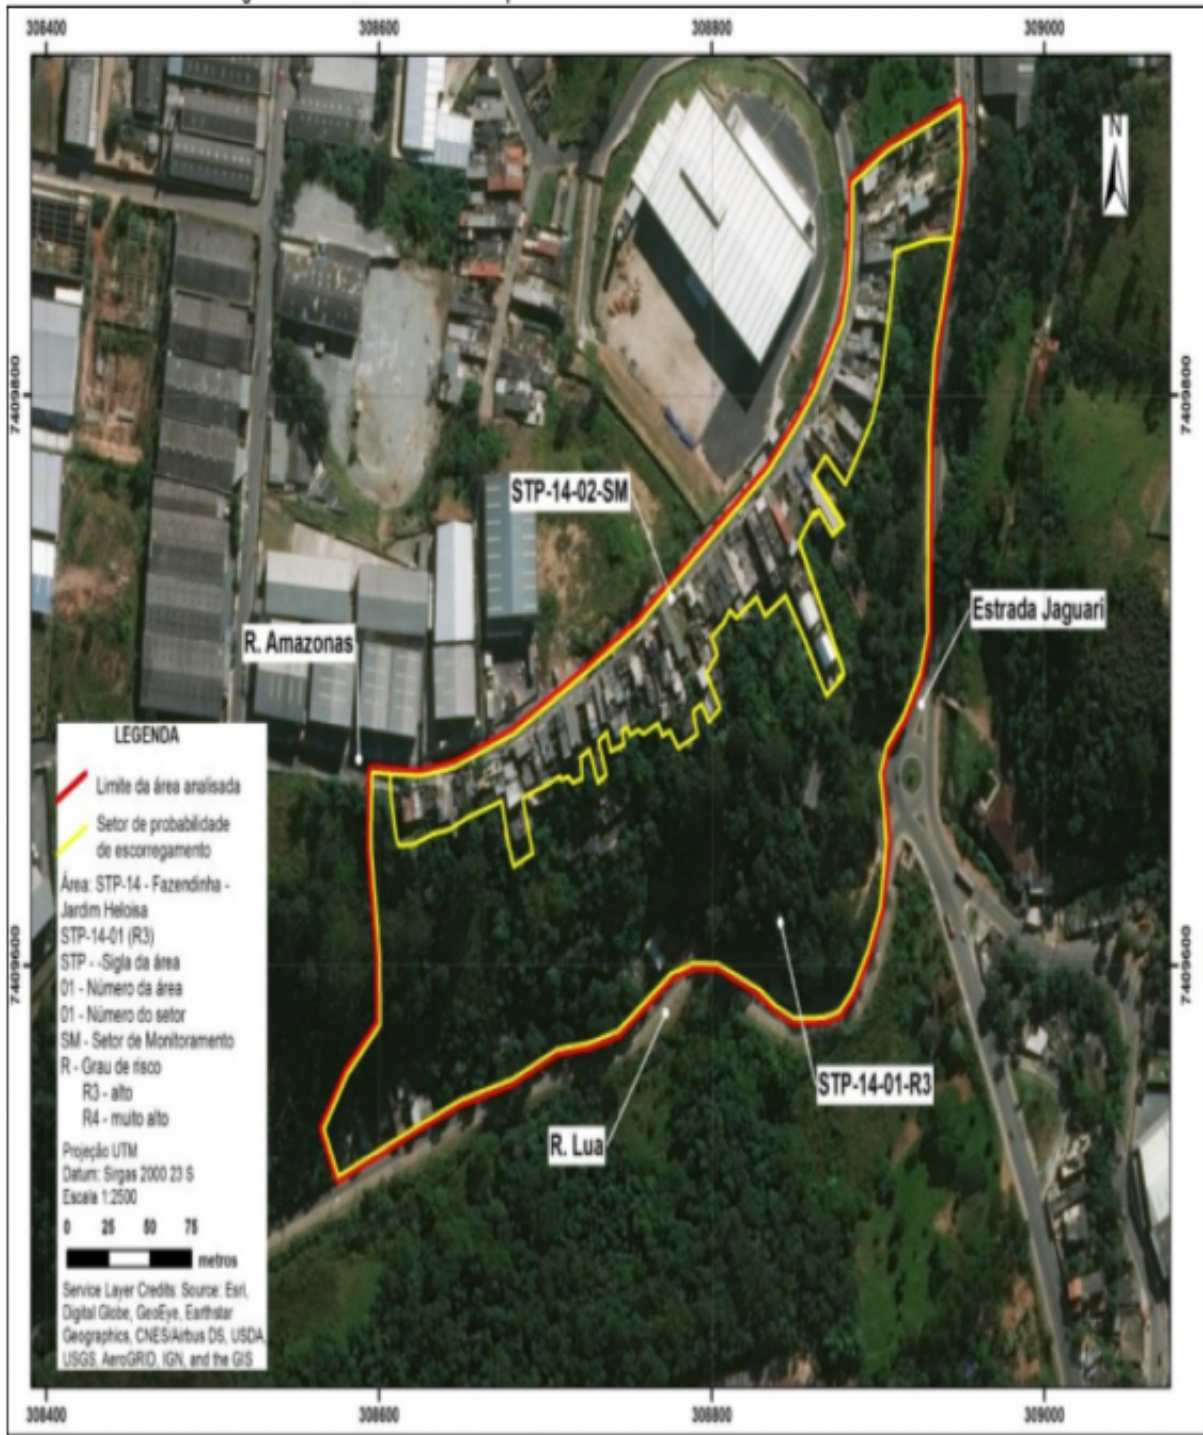 308400 308600 308800 309000
N
7409800 7409800
STP-14-02-SM
Estrada Jaguari
R. Amazonas
LEGENDA
Limite da área analisada
Setor de probabilidade
de escorregamento
Área: STP-14 - Fazendinha -
Jardim Heloisa
STP-14-01 (R3)
STP - -Sigla da área
01 - Número da área
01 - Número do setor
SM - Setor de Monitoramento
R - Grau de risco
R3 - alto
R4 - muito alto
Projeção UTM
Datum: Sirgas 2000 23 S
Escala 1:2500
0 25 50 75
metros
Service Layer Credits: Source: Esri,
Digital Globe, GeoEye, Earthstar
Geographics, CNES/Airbus DS, USDA,
USGS, AeroGRID, IGN, and the GIS
7409600 7409600
STP-14-01-R3
R. Lua
308400 308600 308800 309000